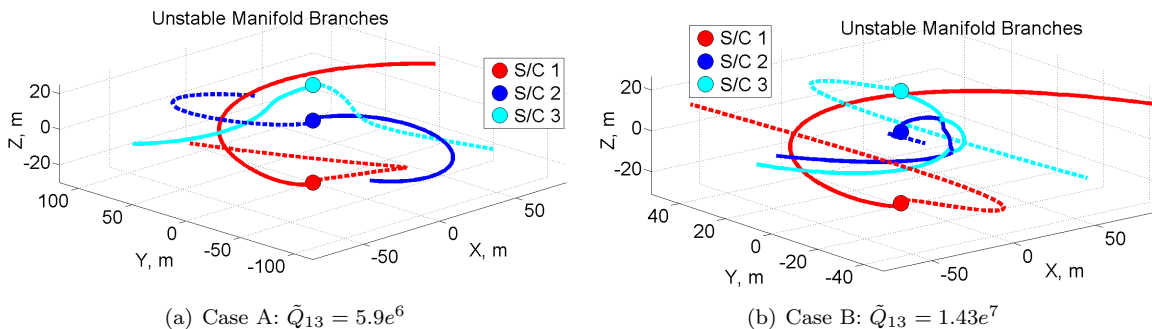 Unstable Manifold Branches
S/C 1
S/C 2
S/C 3
20
0
-20
Z, m
100
50
0
-50
-100
Y, m
-50
0
50
X, m
(a) Case A: Q̃₁₃ = 5.9e⁶
Unstable Manifold Branches
S/C 1
S/C 2
S/C 3
20
0
-20
Z, m
40
20
0
-20
-40
Y, m
-50
0
50
X, m
(b) Case B: Q̃₁₃ = 1.43e⁷